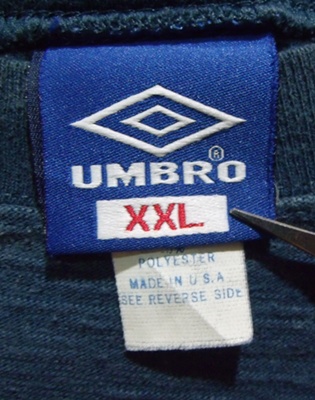 UMBRO®
XXL
POLYESTER
MADE IN U.S.A
SEE REVERSE SIDE